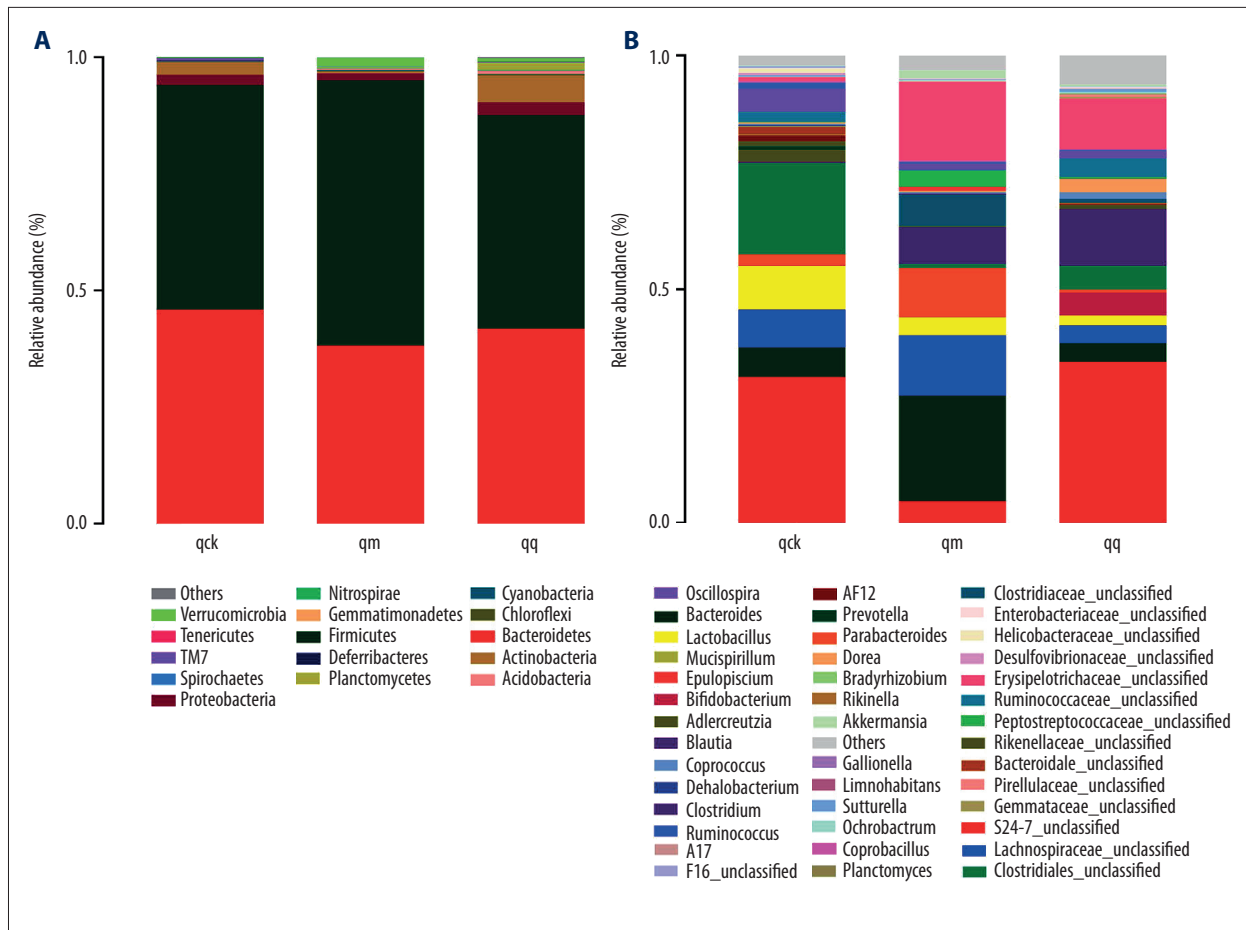 A
Relative abundance (%)
1.0
0.5
0.0
qck
qm
qq
Others
Verrucomicrobia
Tenericutes
TM7
Spirochaetes
Proteobacteria
Nitrospirae
Gemmatimonadetes
Firmicutes
Deferribacteres
Planctomycetes
Cyanobacteria
Chloroflexi
Bacteroidetes
Actinobacteria
Acidobacteria
B
Relative abundance (%)
1.0
0.5
0.0
qck
qm
qq
Oscillospira
Bacteroides
Lactobacillus
Mucispirillum
Epulopiscium
Bifidobacterium
Adlercreutzia
Blautia
Coprococcus
Dehalobacterium
Clostridium
Ruminococcus
A17
F16_unclassified
AF12
Prevotella
Parabacteroides
Dorea
Bradyrhizobium
Rikinella
Akkermansia
Others
Gallionella
Limnohabitans
Sutturella
Ochrobactrum
Coprobacillus
Planctomyces
Clostridiaceae_unclassified
Enterobacteriaceae_unclassified
Helicobacteraceae_unclassified
Desulfovibrionaceae_unclassified
Erysipelotrichaceae_unclassified
Ruminococcaceae_unclassified
Peptostreptococcaceae_unclassified
Rikenellaceae_unclassified
Bacteroidale_unclassified
Pirellulaceae_unclassified
Gemmataceae_unclassified
S24-7_unclassified
Lachnospiraceae_unclassified
Clostridiales_unclassified